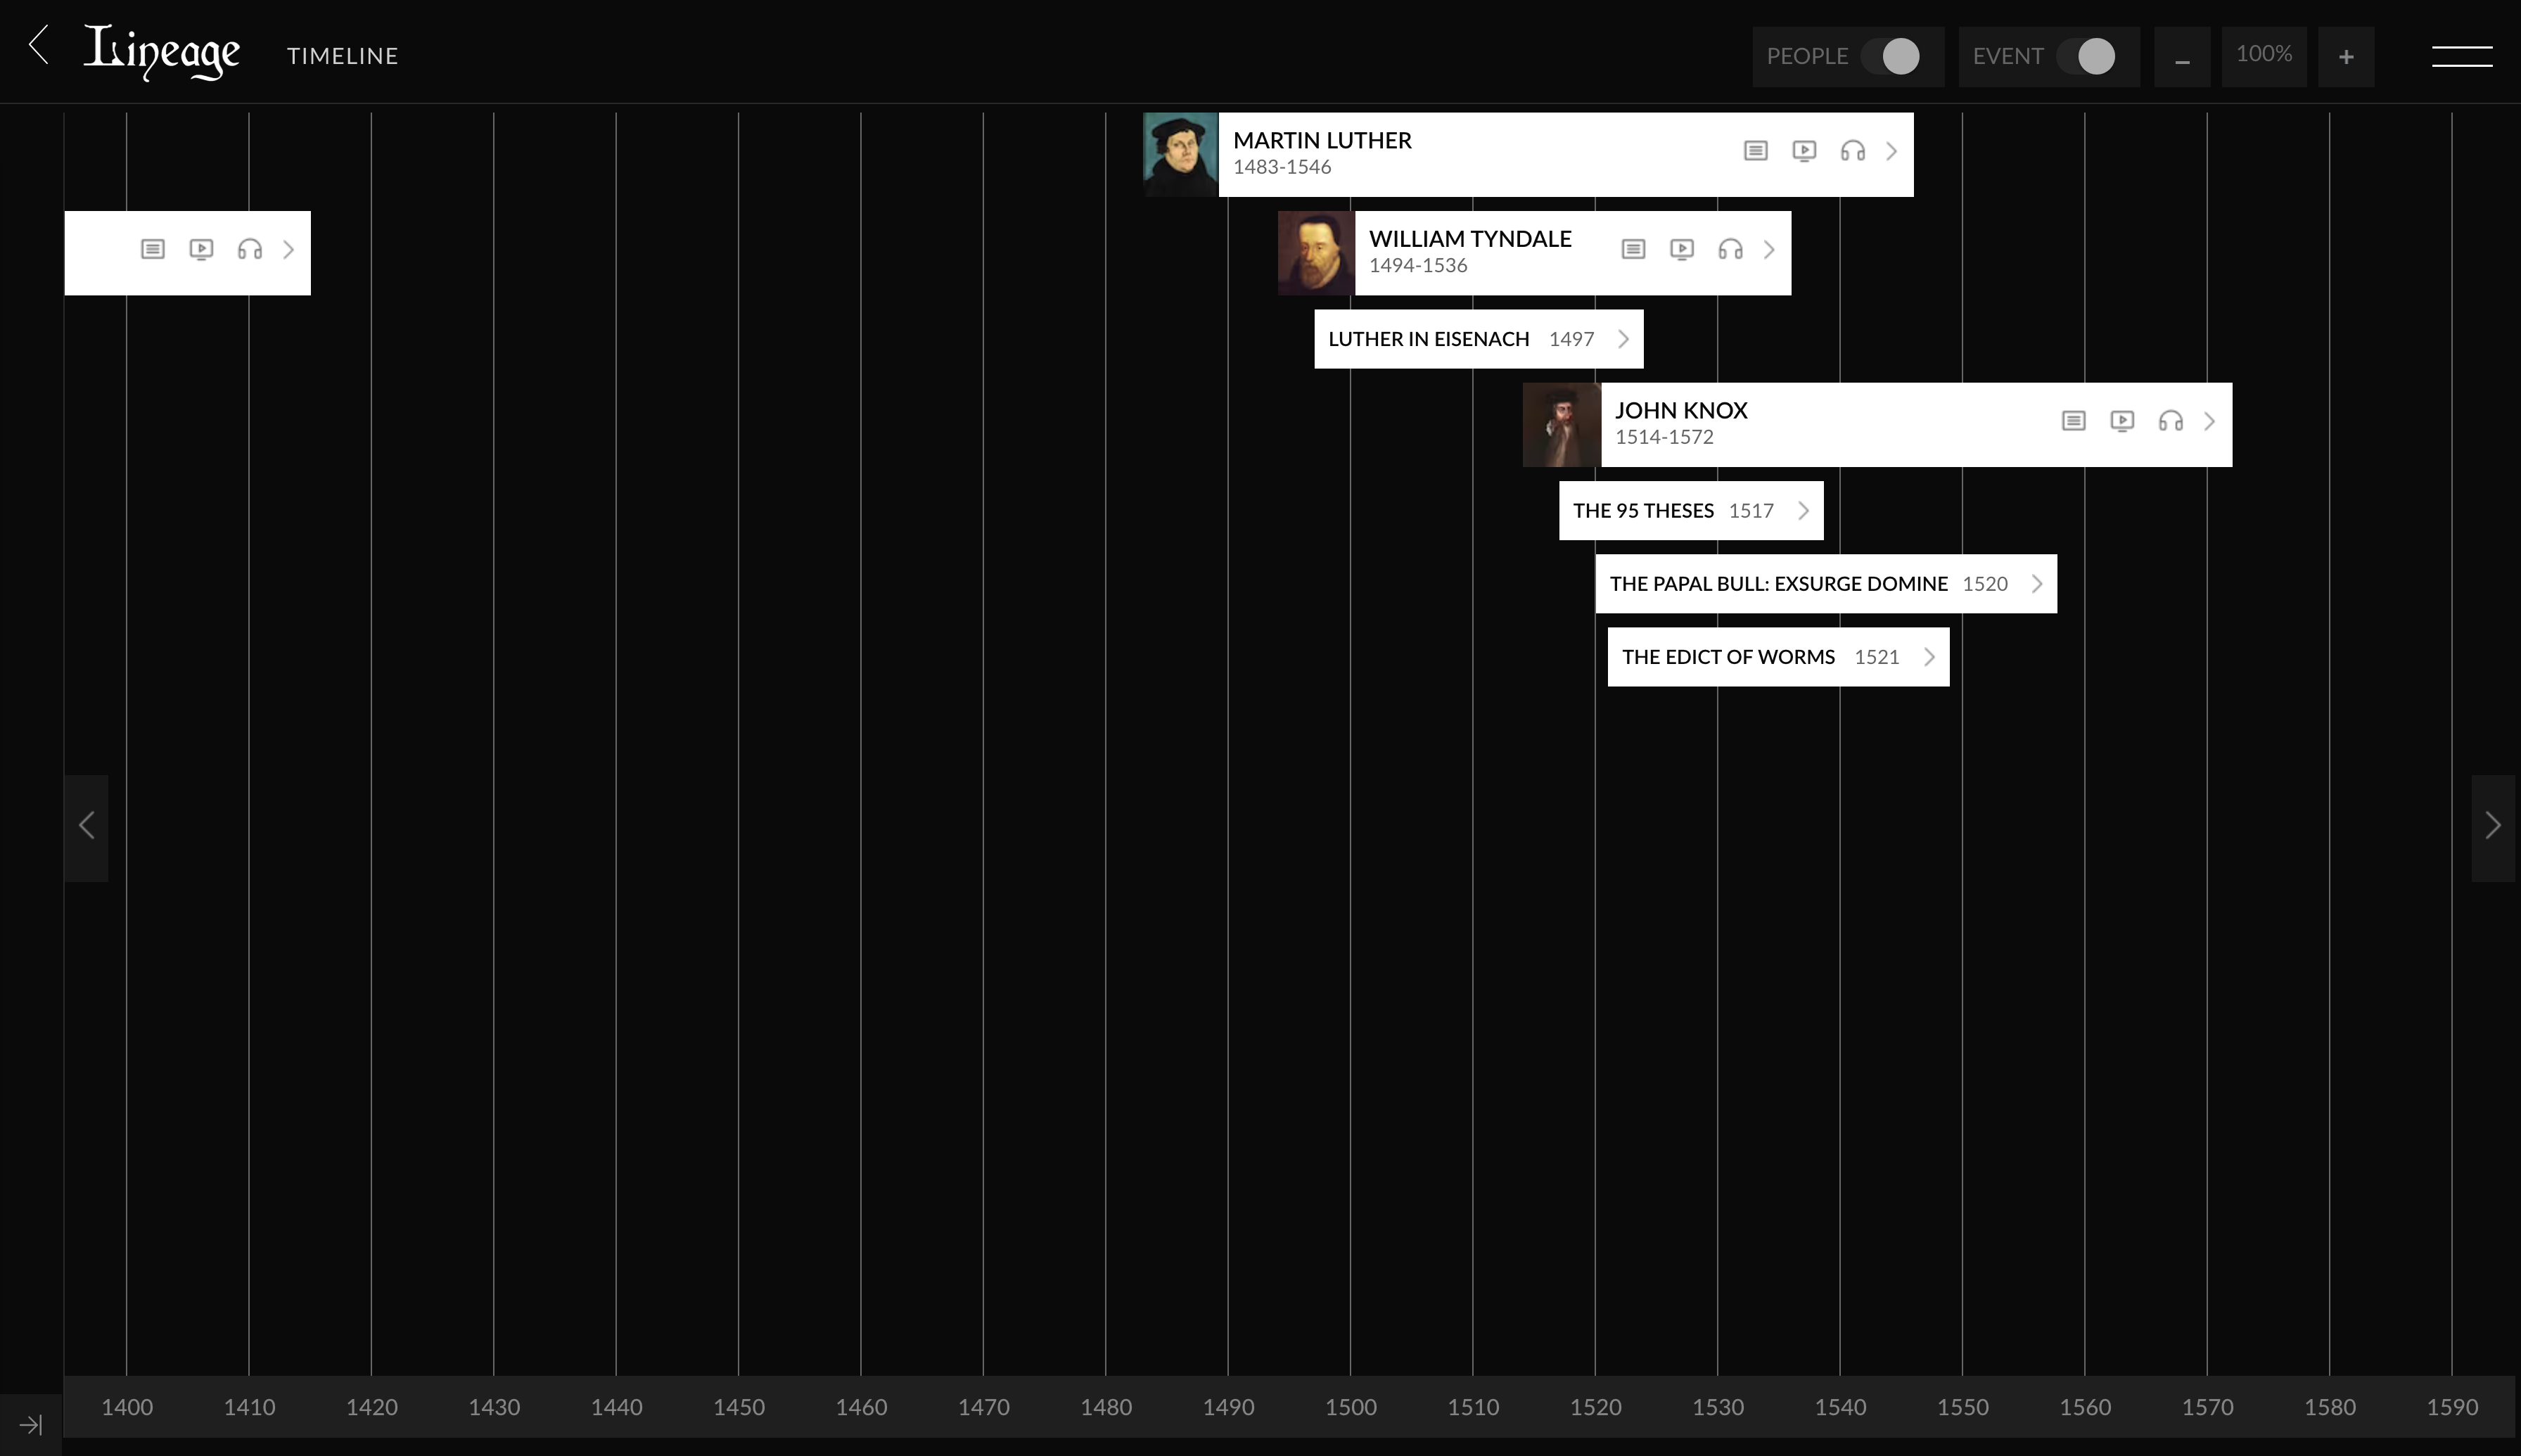 Lineage TIMELINE PEOPLE EVENT – 100% +
MARTIN LUTHER
1483-1546
WILLIAM TYNDALE
1494-1536
LUTHER IN EISENACH 1497
JOHN KNOX
1514-1572
THE 95 THESES 1517
THE PAPAL BULL: EXSURGE DOMINE 1520
THE EDICT OF WORMS 1521
1400 1410 1420 1430 1440 1450 1460 1470 1480 1490 1500 1510 1520 1530 1540 1550 1560 1570 1580 1590